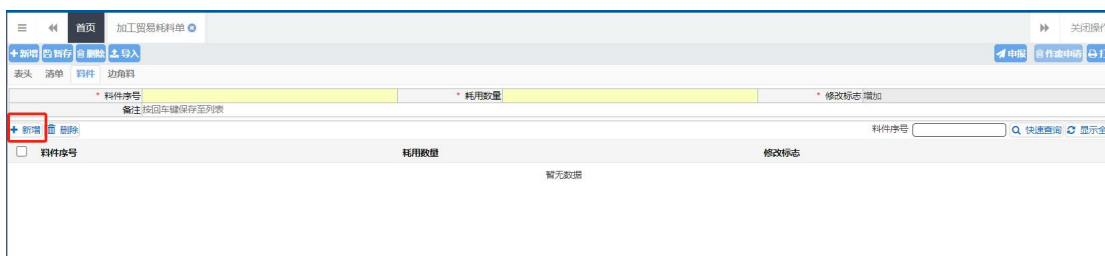 首页 加工贸易耗料单 关闭操作
新增 暂存 删除 导入 申报 作废申请
表头 清单 料件 边角料
* 料件序号 * 耗用数量 * 修改标志 增加
备注 按回车键保存至列表
+ 新增 删除 料件序号 快速查询 显示全
料件序号 耗用数量 修改标志
暂无数据